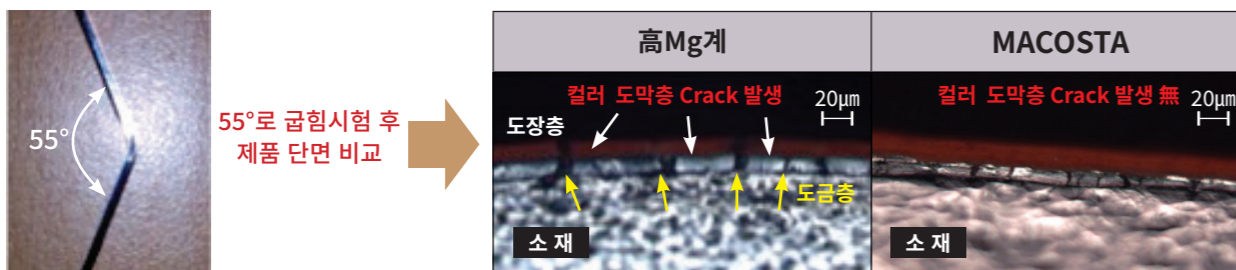 55°
55°로 굽힘시험 후
제품 단면 비교
高Mg계
컬러 도막층 Crack 발생
20μm
도장층
도금층
소 재
MACOSTA
컬러 도막층 Crack 발생 無
20μm
소 재